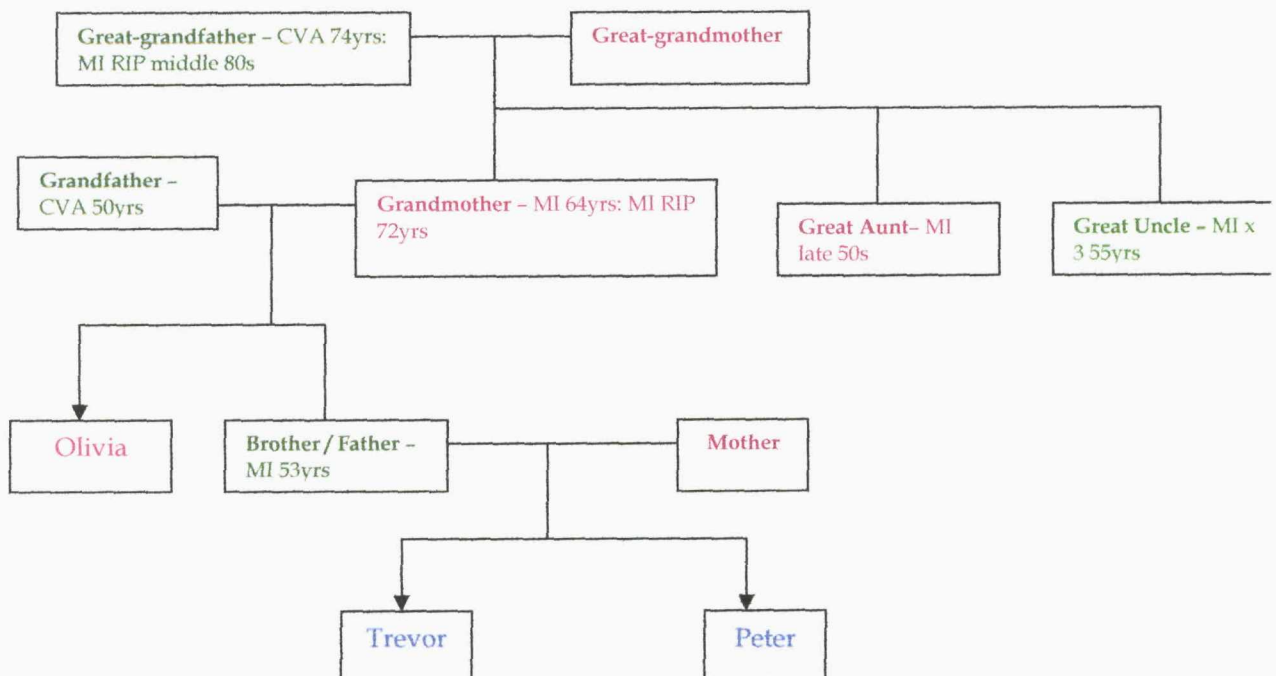 Great-grandfather – CVA 74yrs:
MI RIP middle 80s
Great-grandmother
Grandfather –
CVA 50yrs
Grandmother – MI 64yrs: MI RIP
72yrs
Great Aunt– MI
late 50s
Great Uncle – MI x
3 55yrs
Olivia
Brother / Father –
MI 53yrs
Mother
Trevor
Peter